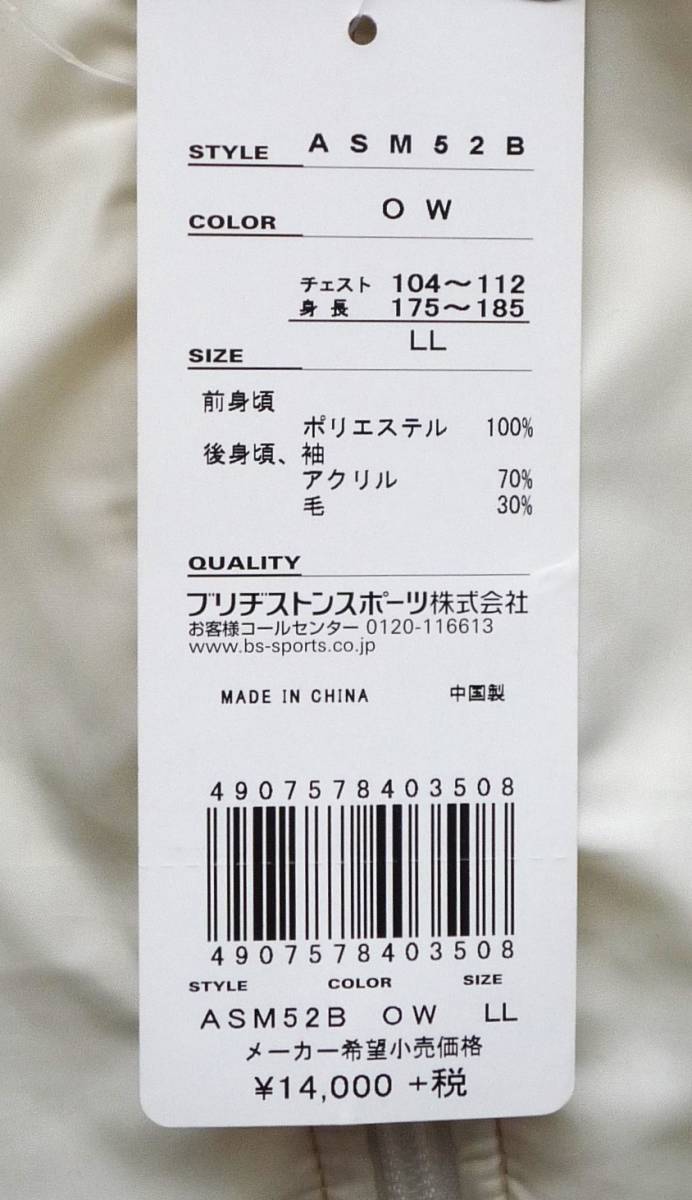 STYLE ASM52B
COLOR OW
チェスト 104～112
身長 175～185
SIZE LL
前身頃
ポリエステル 100%
後身頃、袖
アクリル 70%
毛 30%
QUALITY
ブリヂストンスポーツ株式会社
お客様コールセンター 0120-116613
www.bs-sports.co.jp
MADE IN CHINA 中国製
4907578403508
4907578403508
STYLE COLOR SIZE
ASM52B OW LL
メーカー希望小売価格
¥14,000 +税